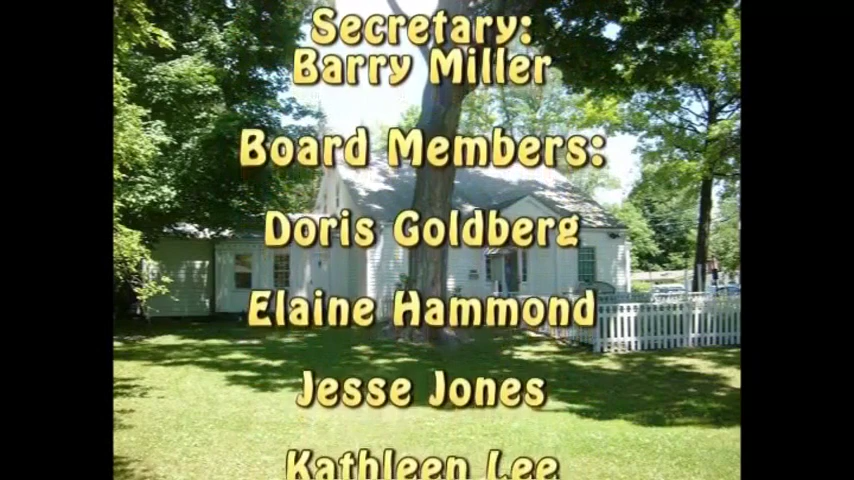 Secretary:
Barry Miller
Board Members:
Doris Goldberg
Elaine Hammond
Jesse Jones
Kathleen Lee